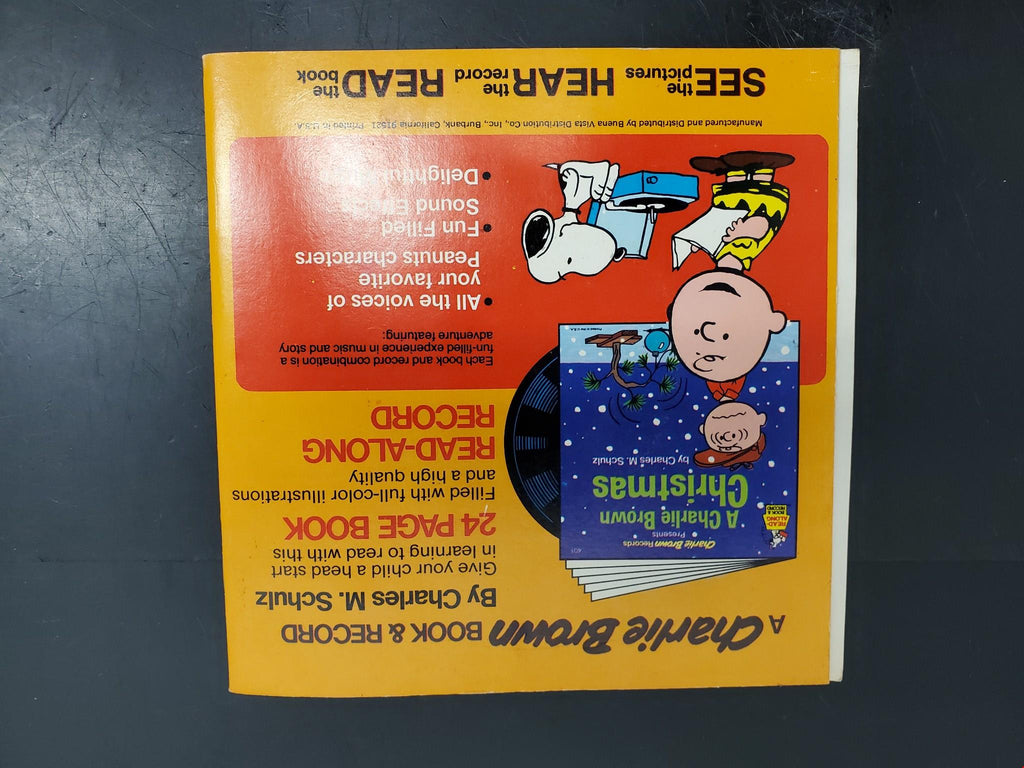 A Charlie Brown BOOK & RECORD
By Charles M. Schulz
Give your child a head start
in learning to read with this
24 PAGE BOOK
Filled with full-color illustrations
and a high quality
READ-ALONG
RECORD
Charlie Brown Records
Presents
A Charlie Brown
Christmas
by Charles M. Schulz
READ-
ALONG
BOOK &
RECORD
401
Printed in U.S.A.
Each book and record combination is a
fun-filled experience in music and story
adventure featuring:
• All the voices of
your favorite
Peanuts characters
• Fun Filled
Sound
• Delightful
Manufactured and Distributed by Buena Vista Distribution Co., Inc., Burbank, California 91521 Printed in U.S.A.
SEE the pictures HEAR the record READ the book